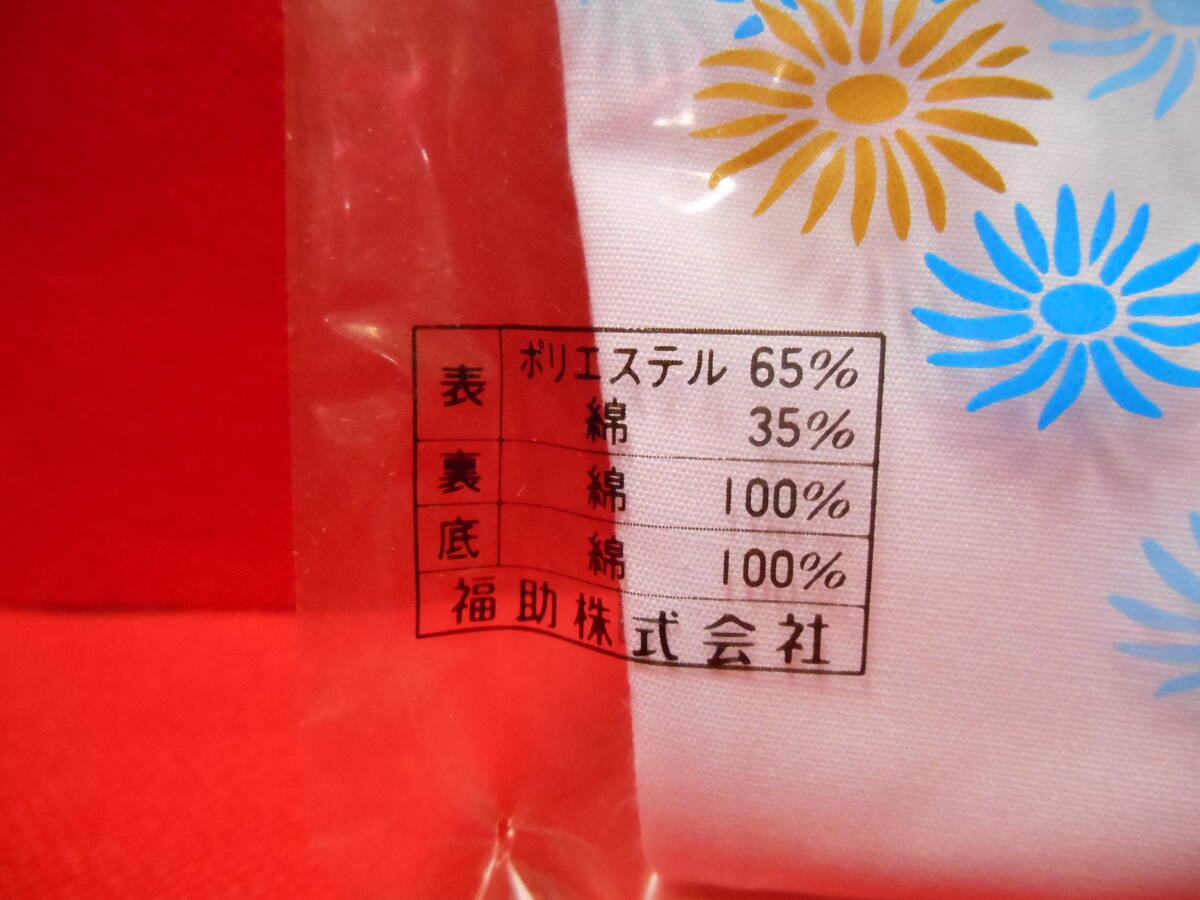 表 ポリエステル 65%
綿 35%
裏 綿 100%
底 綿 100%
福助株式会社